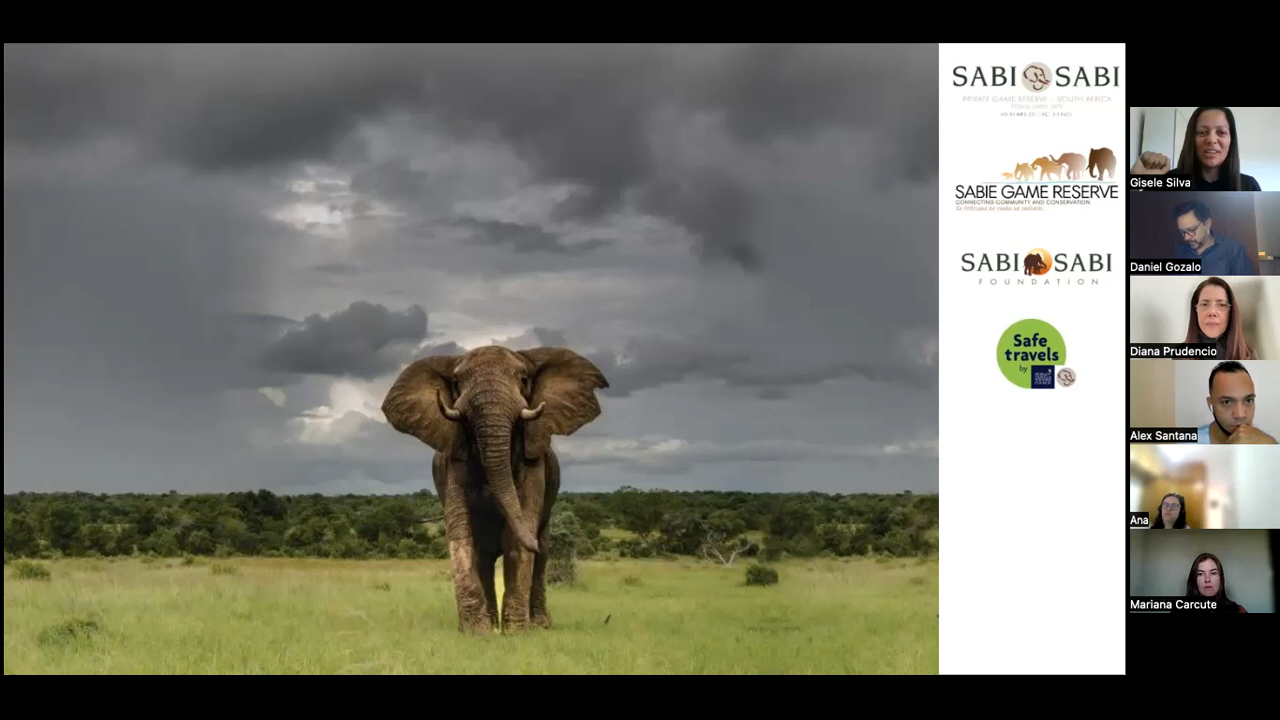 SABI SABI
PRIVATE GAME RESERVE - SOUTH AFRICA
SABIE GAME RESERVE
CONNECTING COMMUNITY AND CONSERVATION
SABI SABI
FOUNDATION
Safe
travels
by
Gisele Silva
Daniel Gozalo
Diana Prudencio
Alex Santana
Ana
Mariana Carcute